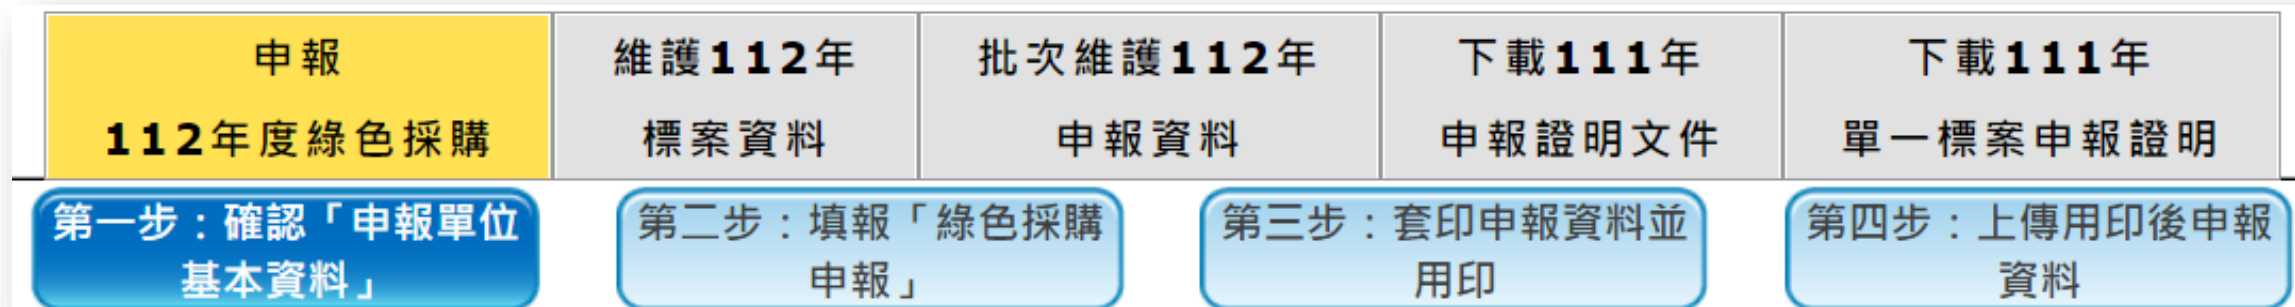 申報
112年度綠色採購
維護112年
標案資料
批次維護112年
申報資料
下載111年
申報證明文件
下載111年
單一標案申報證明
第一步：確認「申報單位
基本資料」
第二步：填報「綠色採購
申報」
第三步：套印申報資料並
用印
第四步：上傳用印後申報
資料